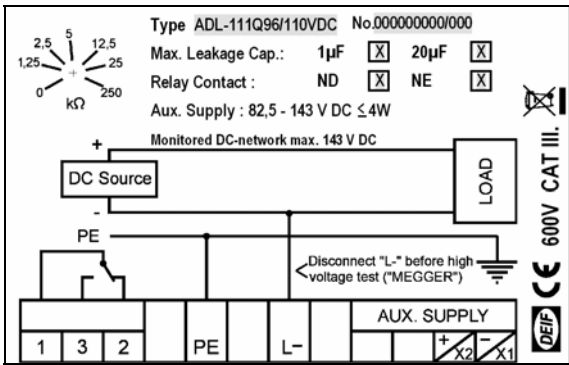 Type ADL-111Q96/110VDC No.000000000/000
Max. Leakage Cap.: 1µF X 20µF X
Relay Contact : ND X NE X
Aux. Supply : 82,5 - 143 V DC ≤4W
Monitored DC-network max. 143 V DC
0 1,25 2,5 5 12,5 25 250
kΩ
+
DC Source
-
LOAD
PE
Disconnect "L-" before high
voltage test ("MEGGER")
AUX. SUPPLY
1 3 2 PE L- + X2 - X1
600V CAT III.
CE
DEIF